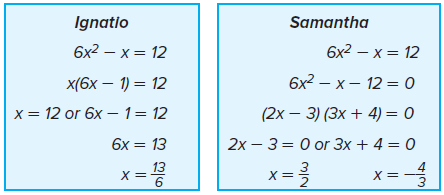 Ignatio
6x² – x = 12
x(6x – 1) = 12
x = 12 or 6x – 1 = 12
6x = 13
x = 13/6
Samantha
6x² – x = 12
6x² – x – 12 = 0
(2x – 3)(3x + 4) = 0
2x – 3 = 0 or 3x + 4 = 0
x = 3/2 x = –4/3